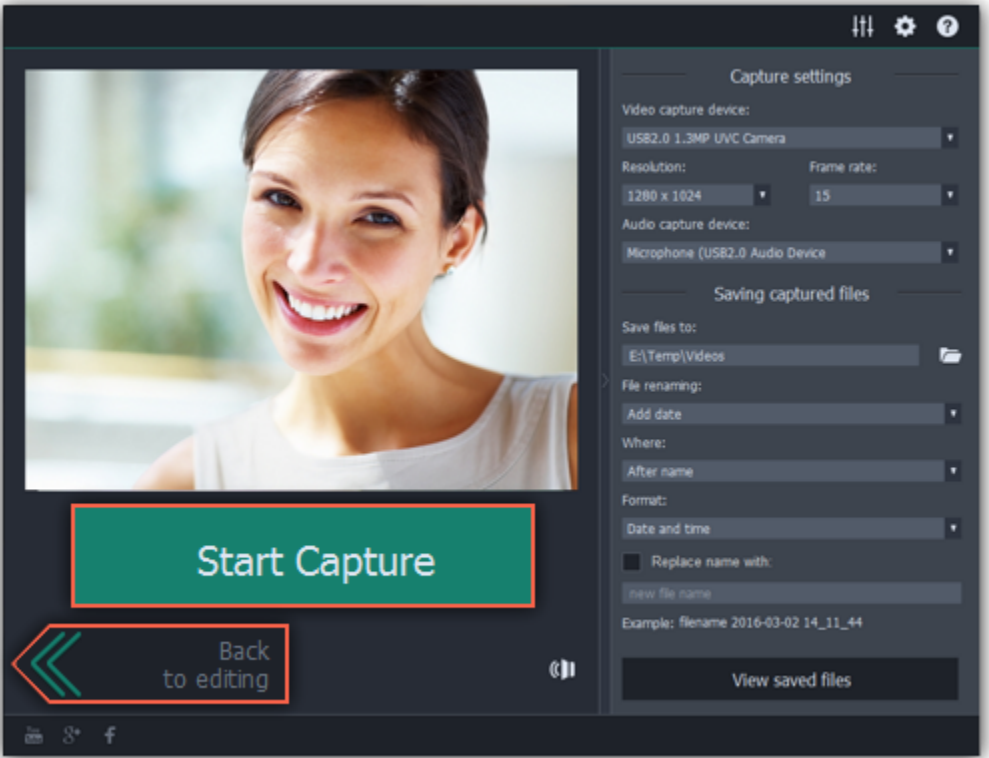 Capture settings
Video capture device:
USB2.0 1.3MP UVC Camera
Resolution: Frame rate:
1280 x 1024 15
Audio capture device:
Microphone (USB2.0 Audio Device
Saving captured files
Save files to:
E:\Temp\Videos
File renaming:
Add date
Where:
After name
Format:
Date and time
Replace name with:
new file name
Example: filename 2016-03-02 14_11_44
View saved files
Start Capture
Back
to editing